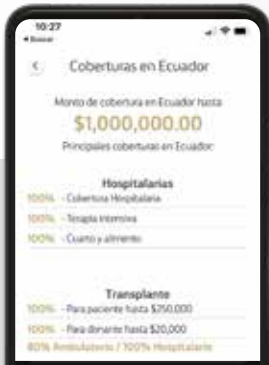 10:27
◀ Buscar
Coberturas en Ecuador
Monto de cobertura en Ecuador hasta
$1,000,000.00
Principales coberturas en Ecuador:
Hospitalarias
100% - Cobertura Hospitalaria
100% - Terapia Intensiva
100% - Cuarto y alimento
Transplante
100% - Para paciente hasta $250,000
100% - Para donante hasta $20,000
80% Ambulatorio / 100% Hospitalario